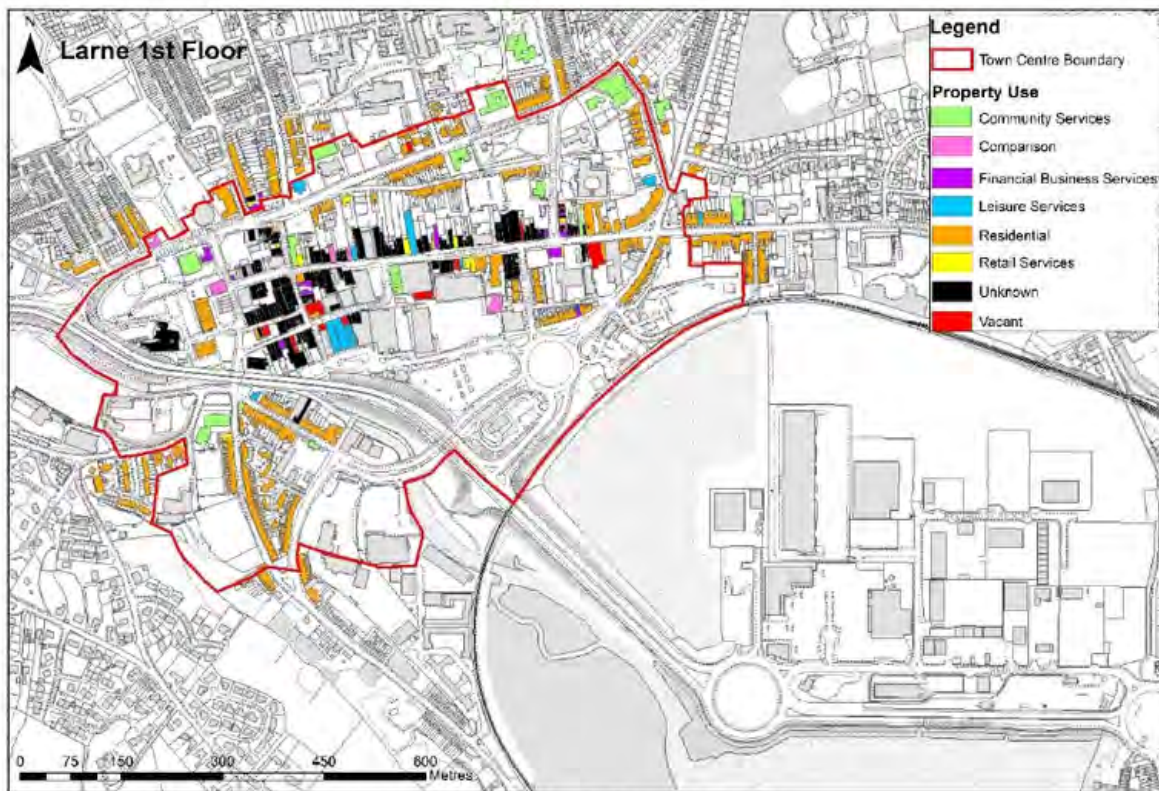 N
Larne 1st Floor
Legend
Town Centre Boundary
Property Use
Community Services
Comparison
Financial Business Services
Leisure Services
Residential
Retail Services
Unknown
Vacant
0 75 150 300 450 600
Metres